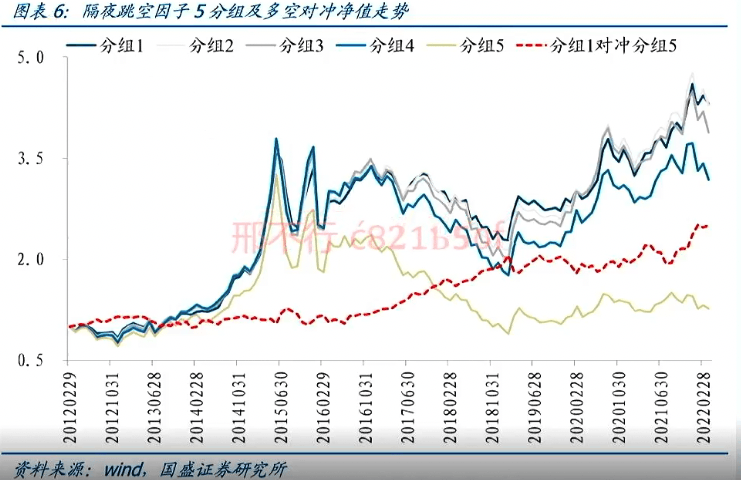 图表 6：隔夜跳空因子 5 分组及多空对冲净值走势
分组1 分组2 分组3 分组4 分组5 分组1对冲分组5
5.0
3.5
2.0
0.5
邢不行
20120229 20121031 20130628 20140228 20141031 20150630 20160229 20161031 20170630 20180228 20181031 20190628 20200228 20201030 20210630 20220228
资料来源：wind，国盛证券研究所